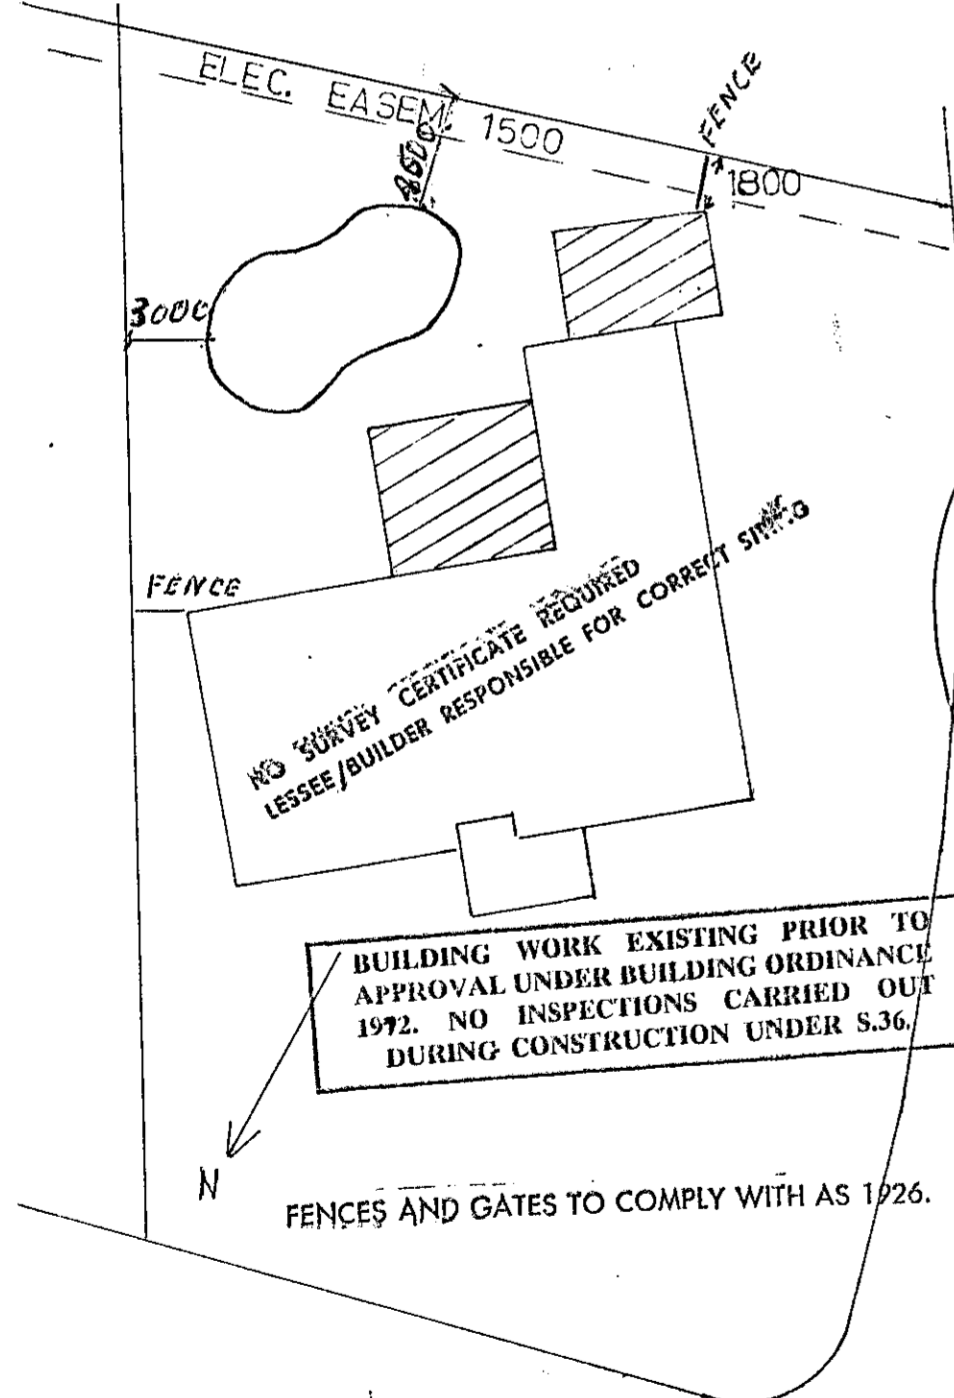 ELEC. EASEM. 1500
FENCE
1800
3000
FENCE
NO SURVEY CERTIFICATE REQUIRED
LESSEE/BUILDER RESPONSIBLE FOR CORRECT SITING
BUILDING WORK EXISTING PRIOR TO
APPROVAL UNDER BUILDING ORDINANCE
1972. NO INSPECTIONS CARRIED OUT
DURING CONSTRUCTION UNDER S.36.
N
FENCES AND GATES TO COMPLY WITH AS 1926.